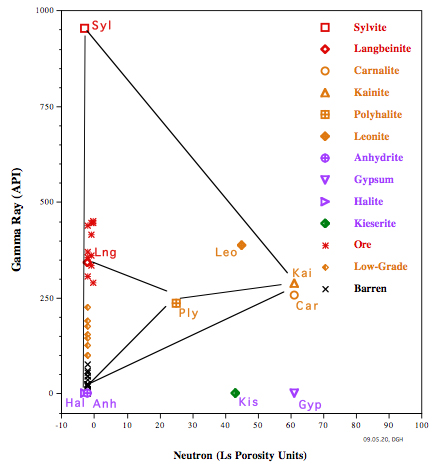 1000
750
500
250
0
Gamma Ray (API)
-10 0 10 20 30 40 50 60 70 80 90 100
Neutron (Ls Porosity Units)
Syl
Lng
Leo
Kai
Car
Ply
Hal Anh
Kis
Gyp
Sylvite
Langbeinite
Carnalite
Kainite
Polyhalite
Leonite
Anhydrite
Gypsum
Halite
Kieserite
Ore
Low-Grade
Barren
09.05.20, DGH